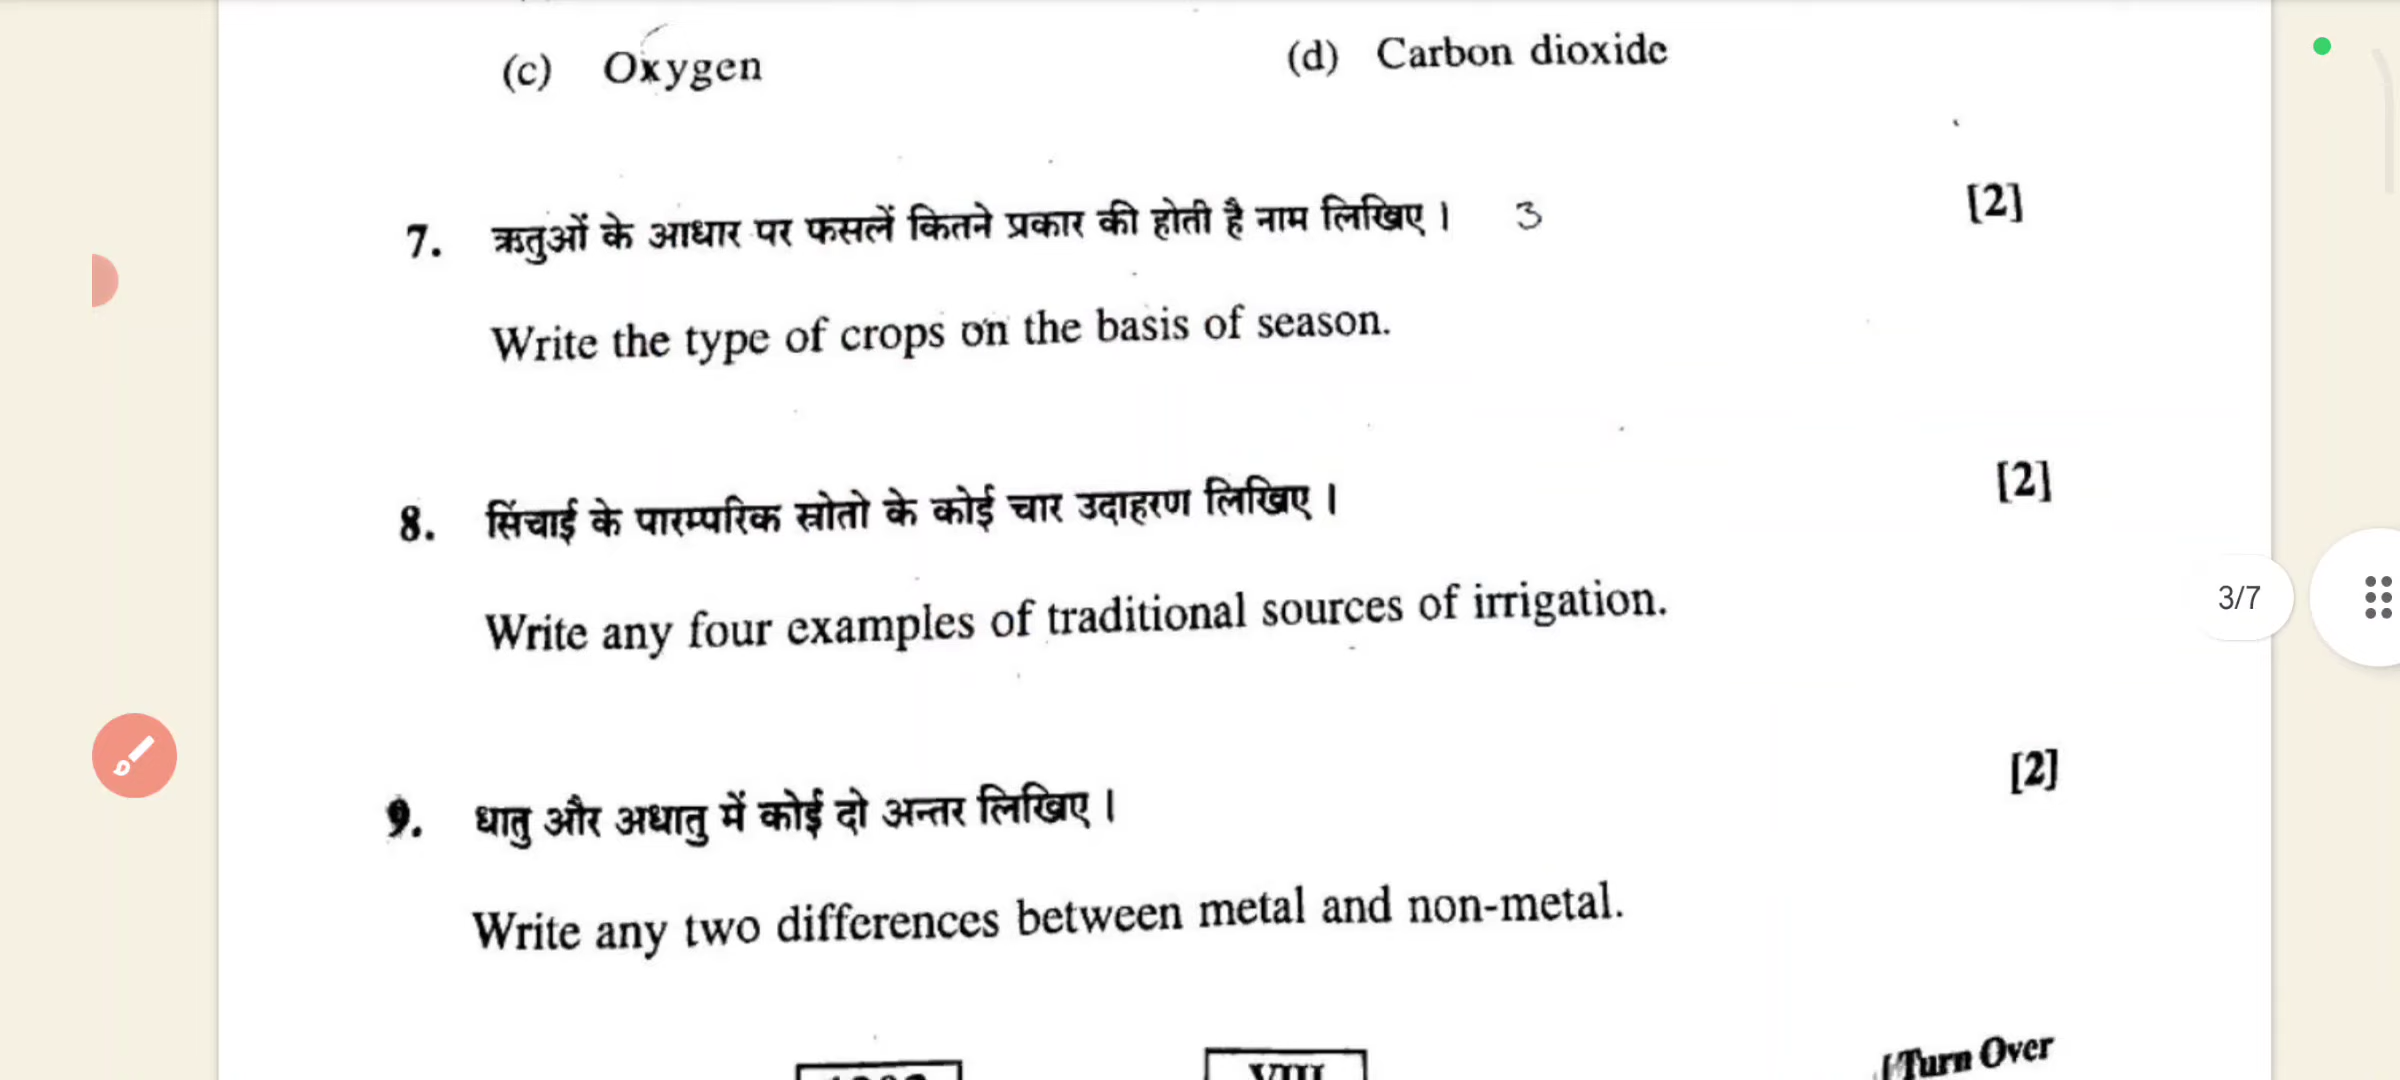 (c) Oxygen (d) Carbon dioxide
7. ऋतुओं के आधार पर फसलें कितने प्रकार की होती है नाम लिखिए । 3 [2]
Write the type of crops on the basis of season.
8. सिंचाई के पारम्परिक स्रोतो के कोई चार उदाहरण लिखिए । [2]
Write any four examples of traditional sources of irrigation.
3/7
9. धातु और अधातु में कोई दो अन्तर लिखिए । [2]
Write any two differences between metal and non-metal.
VIII [Turn Over